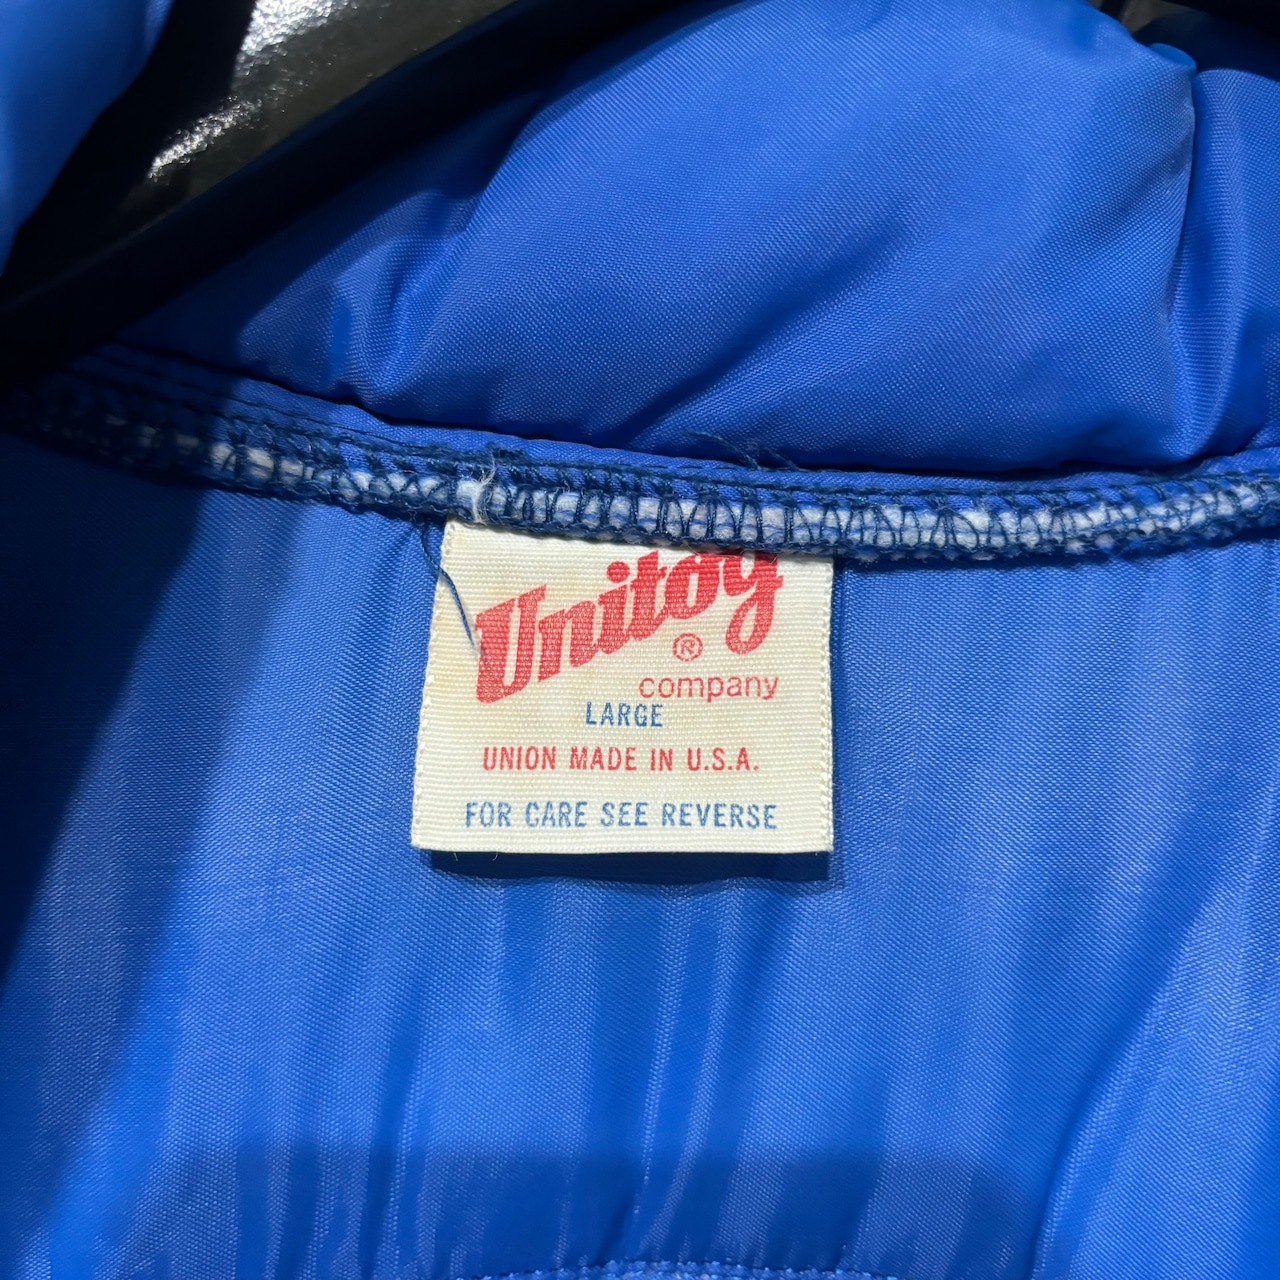 Unitog
®
company
LARGE
UNION MADE IN U.S.A.
FOR CARE SEE REVERSE